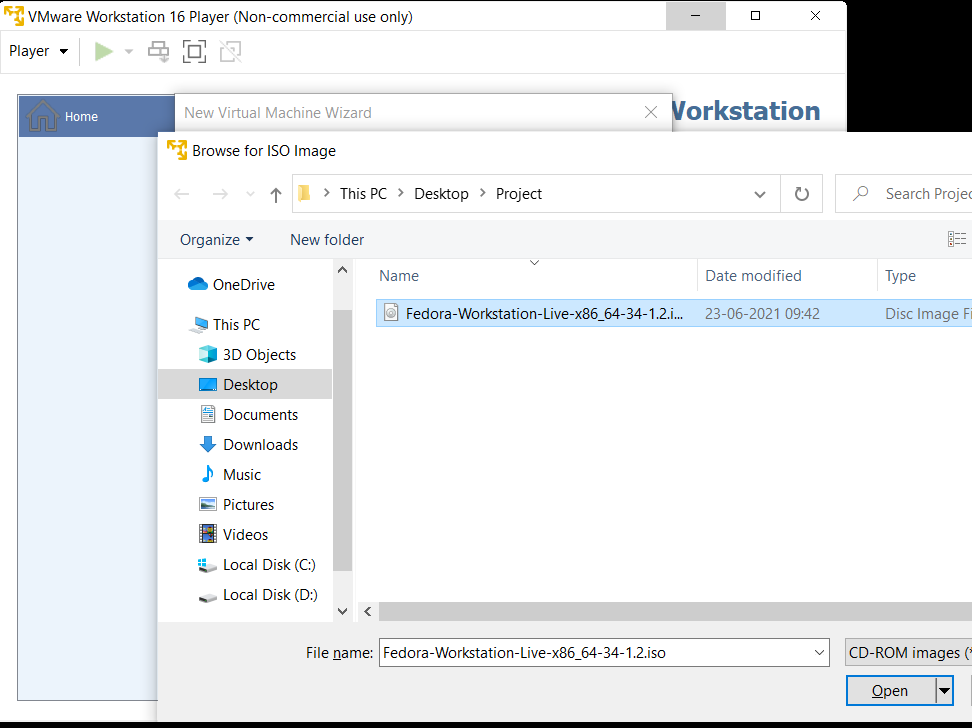 VMware Workstation 16 Player (Non-commercial use only)
Player
Home
New Virtual Machine Wizard
Workstation
Browse for ISO Image
This PC > Desktop > Project
Search Projec
Organize
New folder
Name Date modified Type
OneDrive
Fedora-Workstation-Live-x86_64-34-1.2.i... 23-06-2021 09:42 Disc Image Fi
This PC
3D Objects
Desktop
Documents
Downloads
Music
Pictures
Videos
Local Disk (C:)
Local Disk (D:)
File name: Fedora-Workstation-Live-x86_64-34-1.2.iso CD-ROM images (*
Open